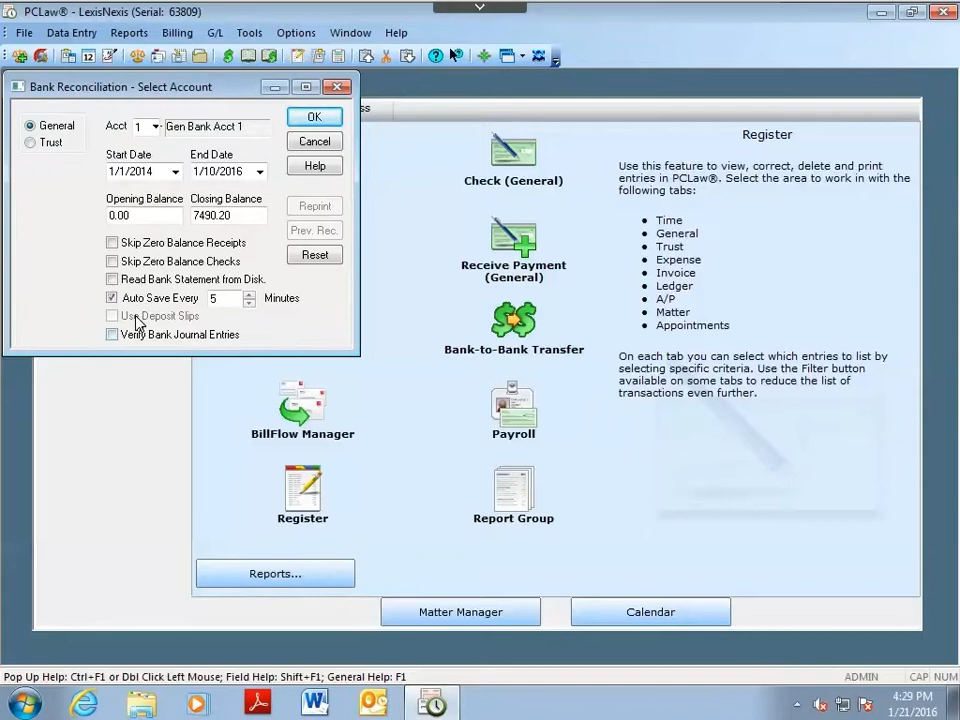 PCLaw® - LexisNexis (Serial: 63809)
File Data Entry Reports Billing G/L Tools Options Window Help
Bank Reconciliation - Select Account
General
Trust
Acct 1 Gen Bank Acct 1
Start Date End Date
1/1/2014 1/10/2016
Opening Balance Closing Balance
0.00 7490.20
Skip Zero Balance Receipts
Skip Zero Balance Checks
Read Bank Statement from Disk.
Auto Save Every 5 Minutes
Use Deposit Slips
Verify Bank Journal Entries
OK
Cancel
Help
Reprint
Prev. Rec.
Reset
ss
Check (General)
Receive Payment
(General)
Bank-to-Bank Transfer
BillFlow Manager
Payroll
Register
Report Group
Reports...
Matter Manager
Calendar
Register
Use this feature to view, correct, delete and print
entries in PCLaw®. Select the area to work in with the
following tabs:
Time
General
Trust
Expense
Invoice
Ledger
A/P
Matter
Appointments
On each tab you can select which entries to list by
selecting specific criteria. Use the Filter button
available on some tabs to reduce the list of
transactions even further.
Pop Up Help: Ctrl+F1 or Dbl Click Left Mouse; Field Help: Shift+F1; General Help: F1
ADMIN CAP NUM
4:29 PM
1/21/2016